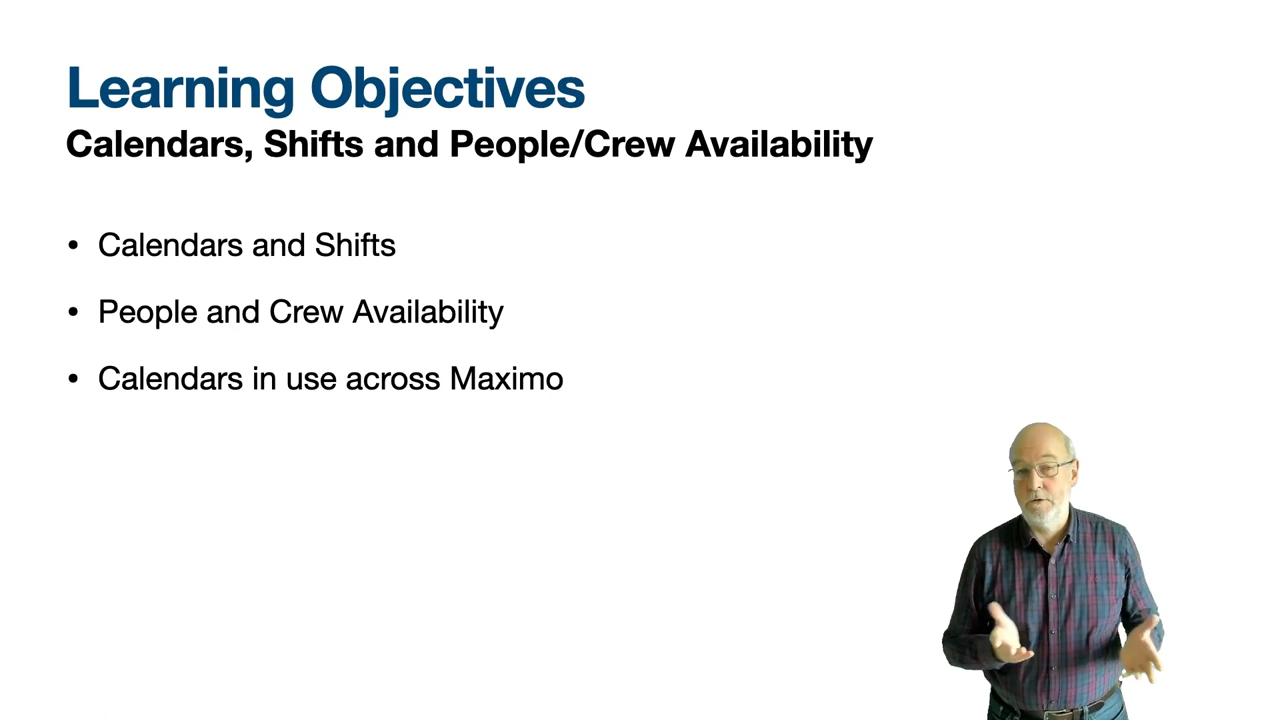 Learning Objectives
Calendars, Shifts and People/Crew Availability
• Calendars and Shifts
• People and Crew Availability
• Calendars in use across Maximo